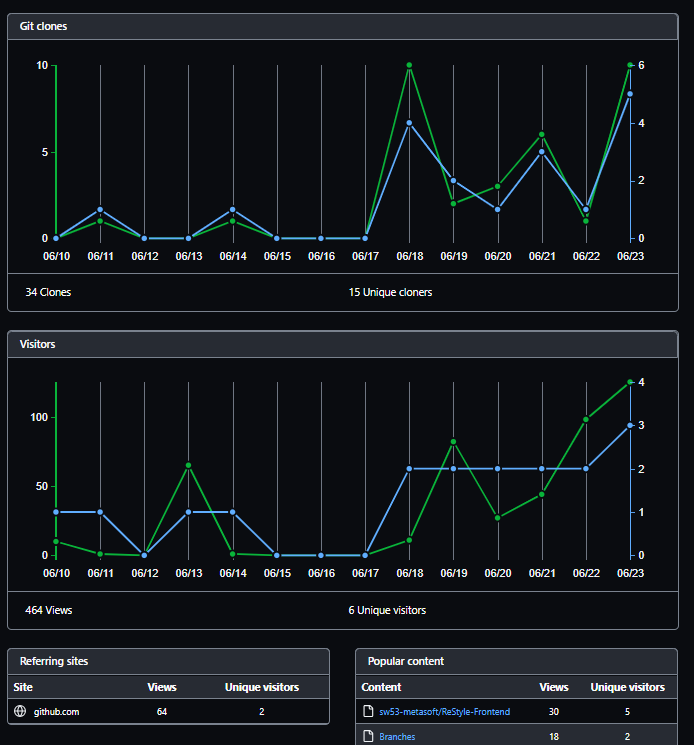 Git clones
10
5
0
6
4
2
0
06/10 06/11 06/12 06/13 06/14 06/15 06/16 06/17 06/18 06/19 06/20 06/21 06/22 06/23
34 Clones 15 Unique cloners
Visitors
100
50
0
4
3
2
1
0
06/10 06/11 06/12 06/13 06/14 06/15 06/16 06/17 06/18 06/19 06/20 06/21 06/22 06/23
464 Views 6 Unique visitors
Referring sites
Site Views Unique visitors
github.com 64 2
Popular content
Content Views Unique visitors
sw53-metasoft/ReStyle-Frontend 30 5
Branches 18 2